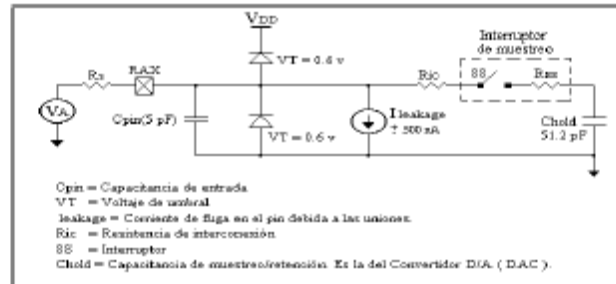 VDD
Interruptor
de muestreo
VT = 0.6 v
Rs
RAX
Ric
SS
Rss
VA
Cpin(5 pF)
I leakage
500 nA
VT = 0.6 v
Chold
51.2 pF
Cpin = Capacitancia de entrada
VT = Voltaje de umbral
leakage = Corriente de fuga en el pin debida a las uniones.
Ric = Resistencia de interconexión
SS = Interruptor
Chold = Capacitancia de muestreo/retención. Es la del Convertidor D/A. ( DAC ).